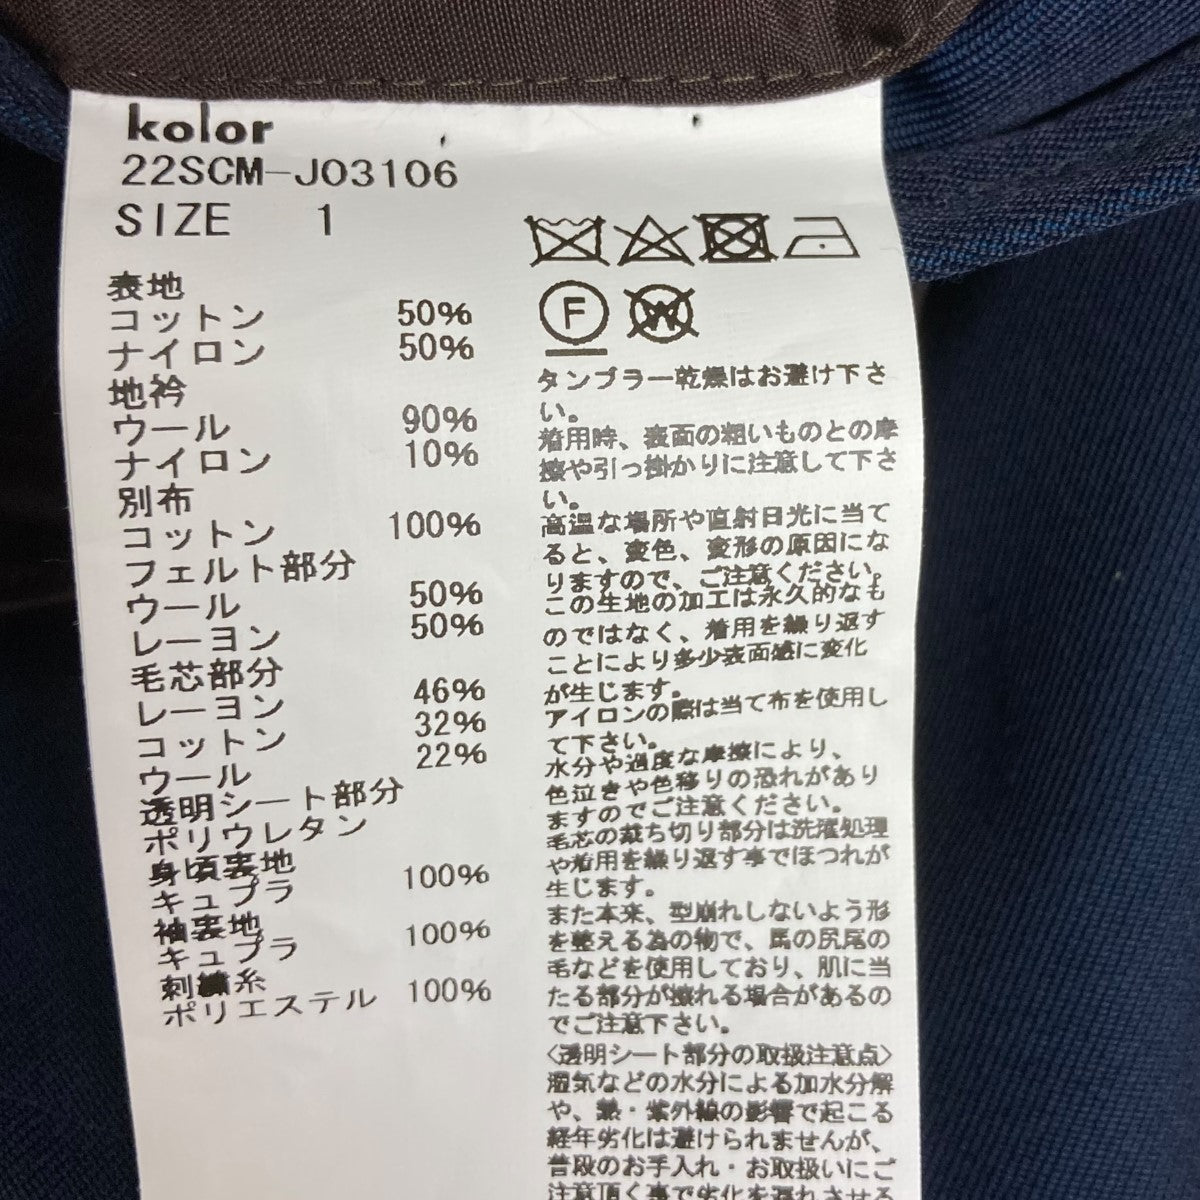 kolor
22SCM-J03106
SIZE 1
表地
コットン 50%
ナイロン 50%
地衿
ウール 90%
ナイロン 10%
別布
コットン 100%
フェルト部分
ウール 50%
レーヨン 50%
毛芯部分
レーヨン 46%
コットン 32%
ウール 22%
透明シート部分
ポリウレタン
身頃裏地
キュプラ 100%
袖裏地
キュプラ 100%
刺繍糸
ポリエステル 100%
F
W
タンブラー乾燥はお避け下さ
い。
着用時、表面の粗いものとの摩
擦や引っ掛かりに注意して下さ
い。
高温な場所や直射日光に当て
ると、変色、変形の原因にな
りますので、ご注意ください。
この生地の加工は永久的なも
のではなく、着用を繰り返す
ことにより多少表面感に変化
が生じます。
アイロンの際は当て布を使用し
て下さい。
水分や過度な摩擦により、
色泣きや色移りの恐れがあり
ますのでご注意ください。
毛芯の裁ち切り部分は洗濯処理
や着用を繰り返す事でほつれが
生じます。
また本来、型崩れしないよう形
を整える為の物で、馬の尻尾の
毛などを使用しており、肌に当
たる部分が擦れる場合があるの
でご注意下さい。
〈透明シート部分の取扱注意点〉
湿気などの水分による加水分解
や、熱・紫外線の影響で起こる
経年劣化は避けられませんが、
普段のお手入れ・お取扱いにご
注意頂く事で劣化を遅れさせる